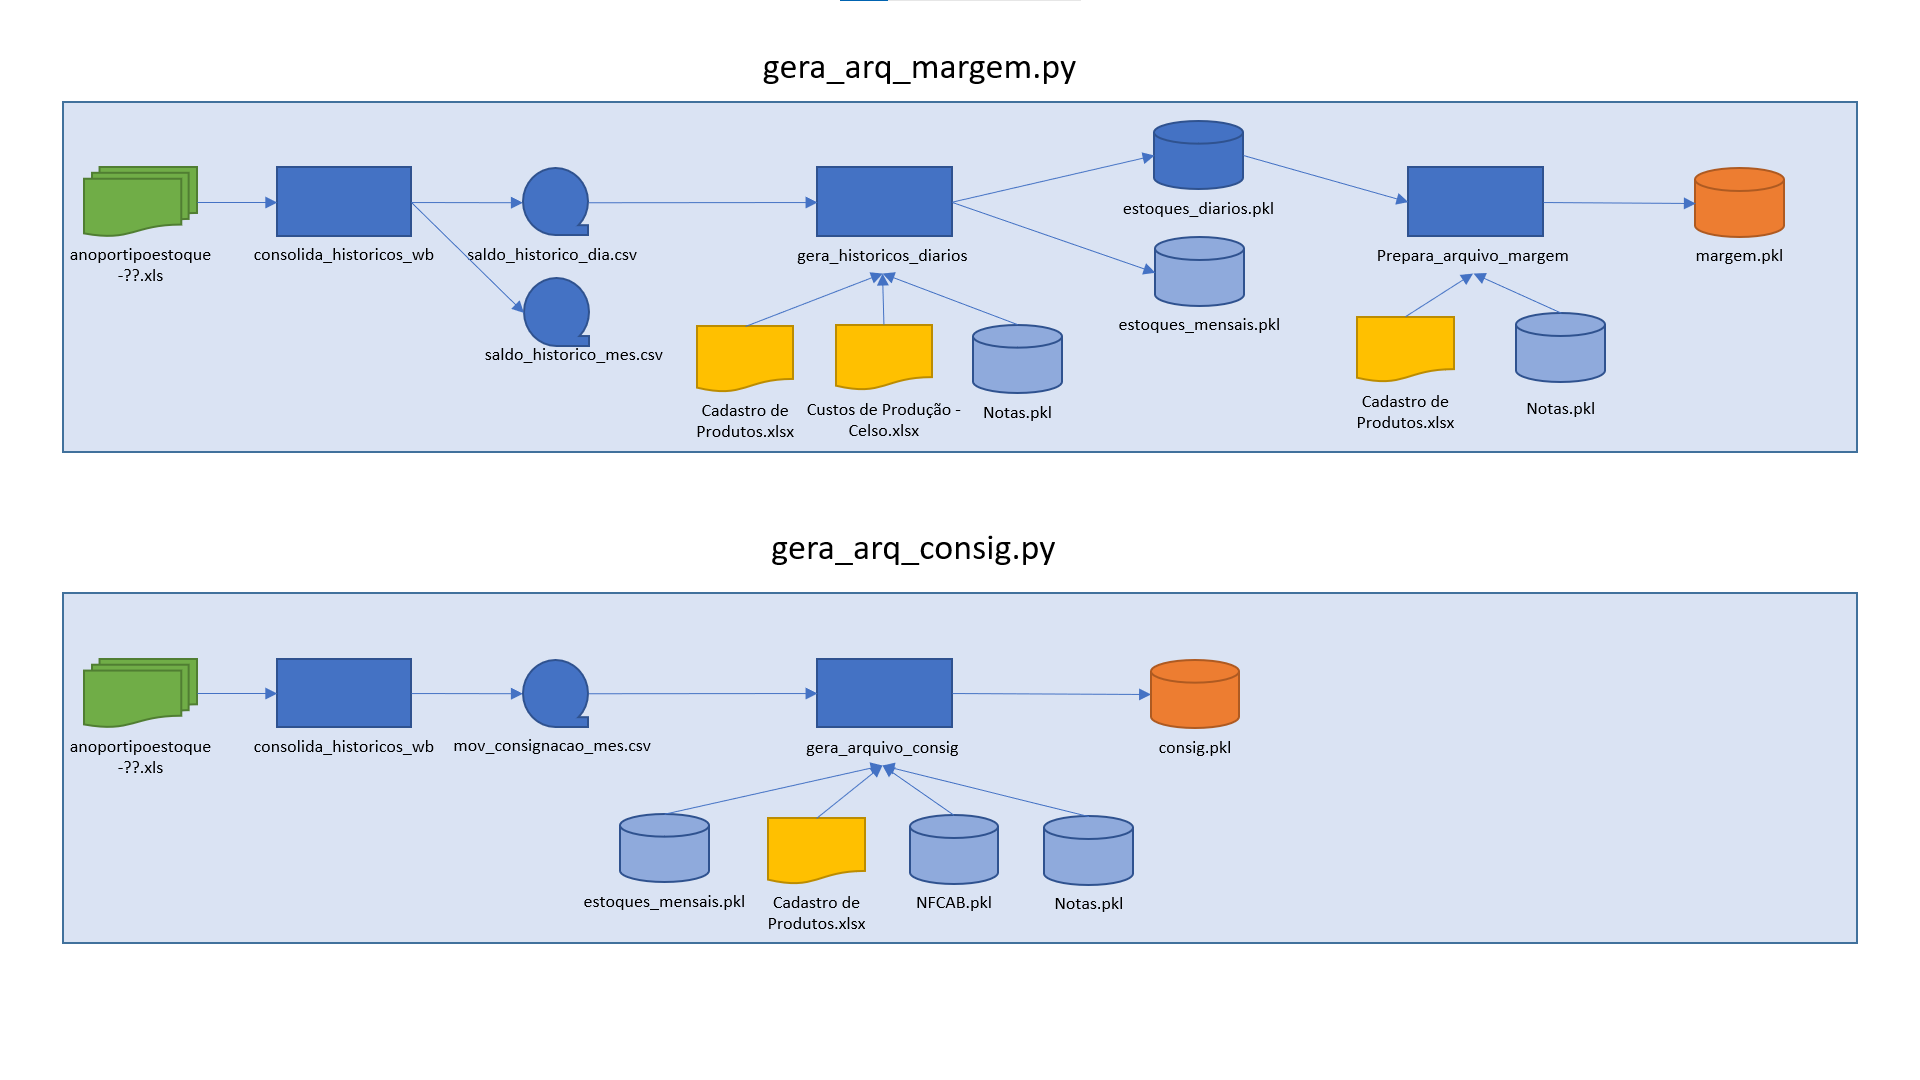 gera_arq_margem.py
anoportipoestoque
-??.xls
consolida_historicos_wb
saldo_historico_dia.csv
saldo_historico_mes.csv
gera_historicos_diarios
Cadastro de
Produtos.xlsx
Custos de Produção -
Celso.xlsx
Notas.pkl
estoques_diarios.pkl
estoques_mensais.pkl
Prepara_arquivo_margem
Cadastro de
Produtos.xlsx
Notas.pkl
margem.pkl
gera_arq_consig.py
anoportipoestoque
-??.xls
consolida_historicos_wb
mov_consignacao_mes.csv
gera_arquivo_consig
consig.pkl
estoques_mensais.pkl
Cadastro de
Produtos.xlsx
NFCAB.pkl
Notas.pkl